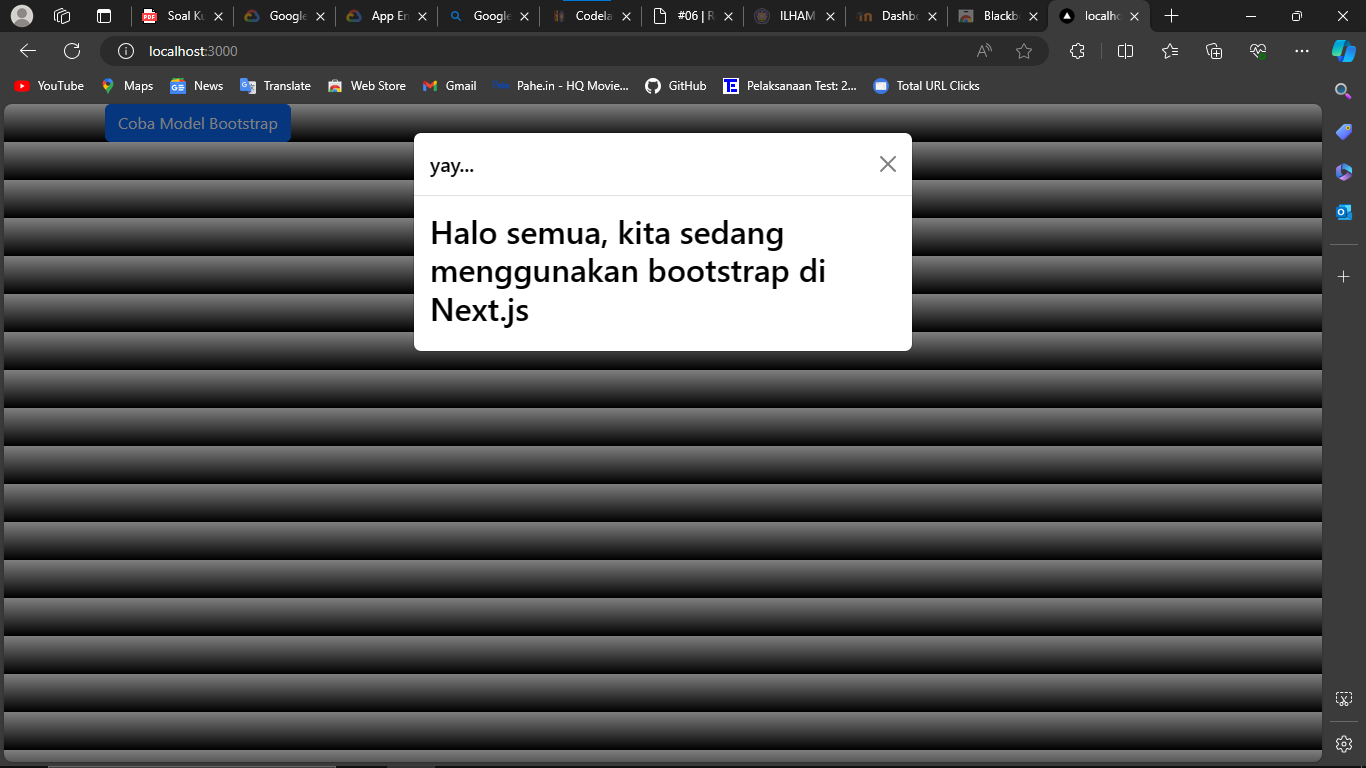 Soal Ku
Google
App En
Google
Codela
#06 | R
ILHAM
Dashb
Blackb
localho
localhost:3000
YouTube
Maps
News
Translate
Web Store
Gmail
Pahe.in - HQ Movie...
GitHub
Pelaksanaan Test: 2...
Total URL Clicks
Coba Model Bootstrap
yay...
Halo semua, kita sedang
menggunakan bootstrap di
Next.js